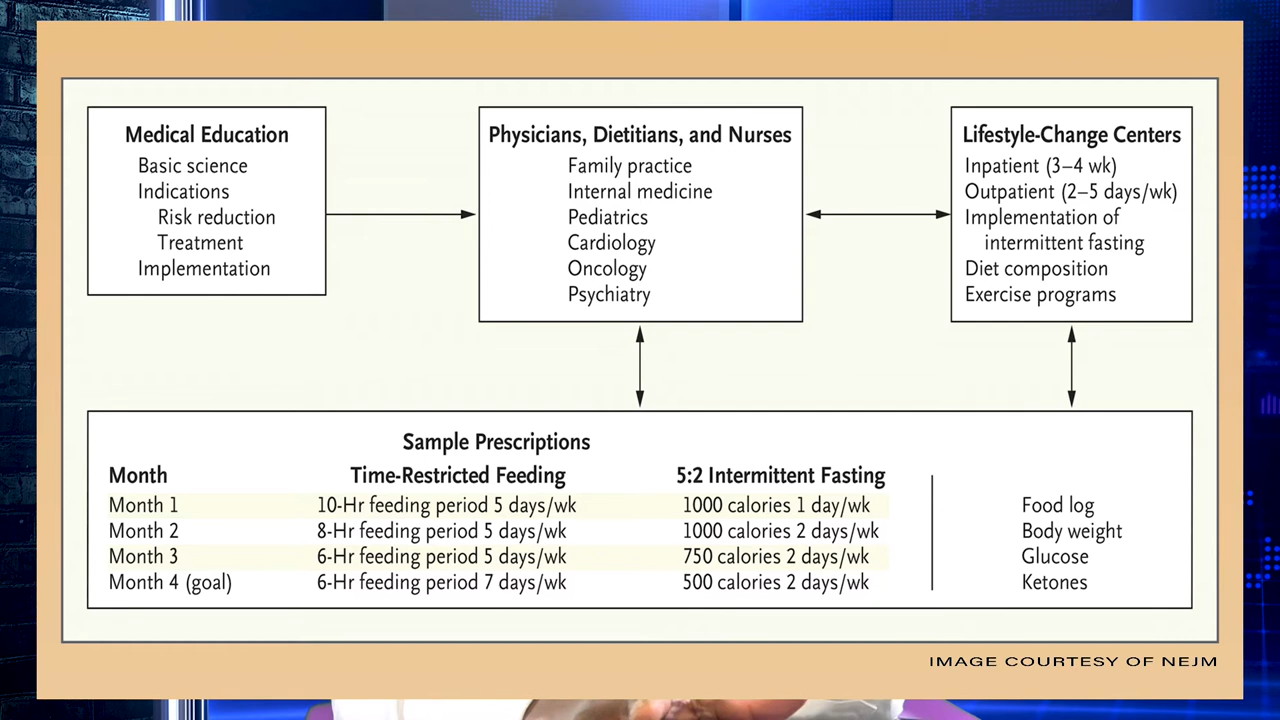 Medical Education
Basic science
Indications
Risk reduction
Treatment
Implementation
Physicians, Dietitians, and Nurses
Family practice
Internal medicine
Pediatrics
Cardiology
Oncology
Psychiatry
Lifestyle-Change Centers
Inpatient (3–4 wk)
Outpatient (2–5 days/wk)
Implementation of
intermittent fasting
Diet composition
Exercise programs
Sample Prescriptions
Month Time-Restricted Feeding 5:2 Intermittent Fasting
Month 1 10-Hr feeding period 5 days/wk 1000 calories 1 day/wk Food log
Month 2 8-Hr feeding period 5 days/wk 1000 calories 2 days/wk Body weight
Month 3 6-Hr feeding period 5 days/wk 750 calories 2 days/wk Glucose
Month 4 (goal) 6-Hr feeding period 7 days/wk 500 calories 2 days/wk Ketones
IMAGE COURTESY OF NEJM